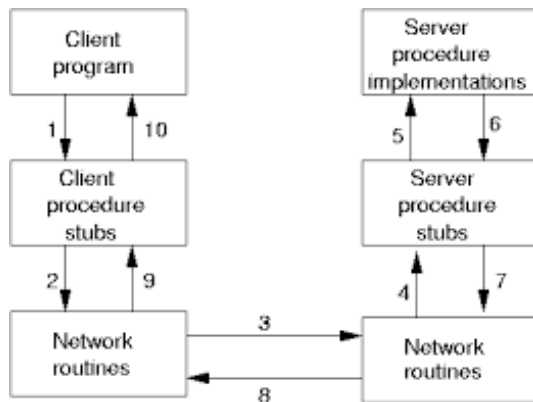 Client
program
Server
procedure
implementations
1
10
5
6
Client
procedure
stubs
Server
procedure
stubs
2
9
4
7
Network
routines
3
8
Network
routines